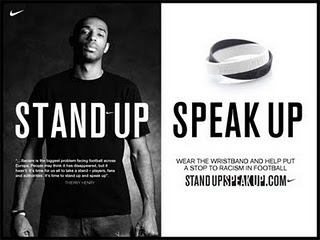 STAND UP
"...Racism is the biggest problem facing football across
Europe. People may think it has disappeared, but it
hasn't. It's time for us all to take a stand – players, fans
and authorities. It's time to stand up and speak up".
THIERRY HENRY
SPEAK UP
WEAR THE WRISTBAND AND HELP PUT
A STOP TO RACISM IN FOOTBALL
STANDUPSPEAKUP.COM